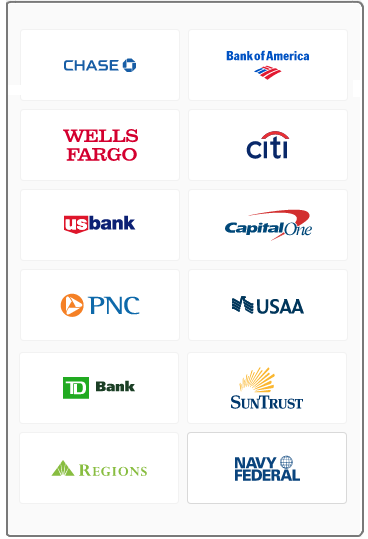 CHASE
Bank of America
WELLS
FARGO
citi
usbank
Capital One
PNC
USAA
TD Bank
SUNTRUST
REGIONS
NAVY
FEDERAL